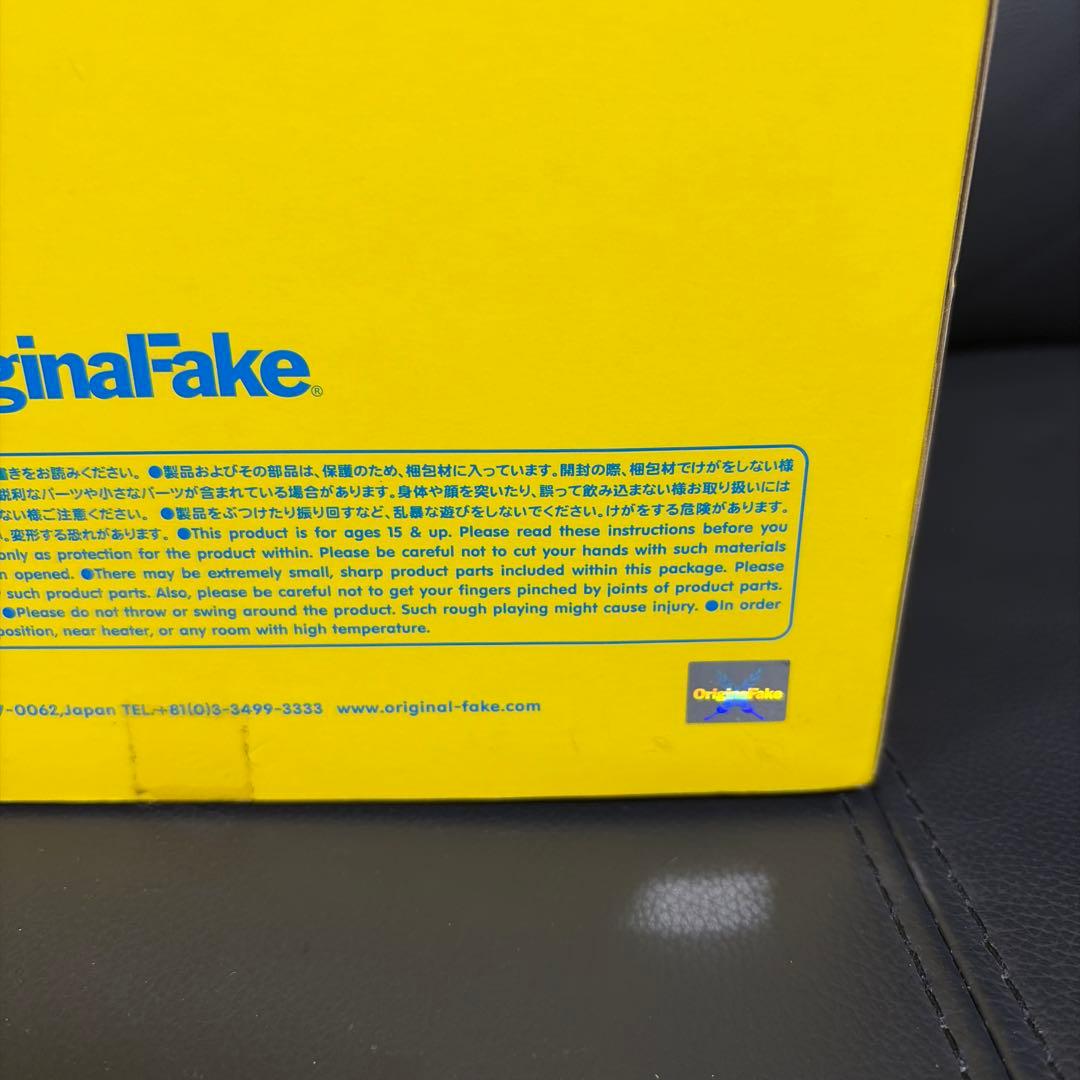 ginalFake®
きをお読みください。●製品およびその部品は、保護のため、梱包材に入っています。開封の際、梱包材でけがをしない様
鋭利なパーツや小さなパーツが含まれている場合があります。身体や顔を突いたり、誤って飲み込まない様お取り扱いには
ない様ご注意ください。●製品をぶつけたり振り回すなど、乱暴な遊びをしないでください。けがをする危険があります。
、変形する恐れがあります。●This product is for ages 15 & up. Please read these instructions before you
only as protection for the product within. Please be careful not to cut your hands with such materials
n opened. ●There may be extremely small, sharp product parts included within this package. Please
such product parts. Also, please be careful not to get your fingers pinched by joints of product parts.
●Please do not throw or swing around the product. Such rough playing might cause injury. ●In order
position, near heater, or any room with high temperature.
-0062,Japan TEL:+81(0)3-3499-3333 www.original-fake.com
OriginalFake